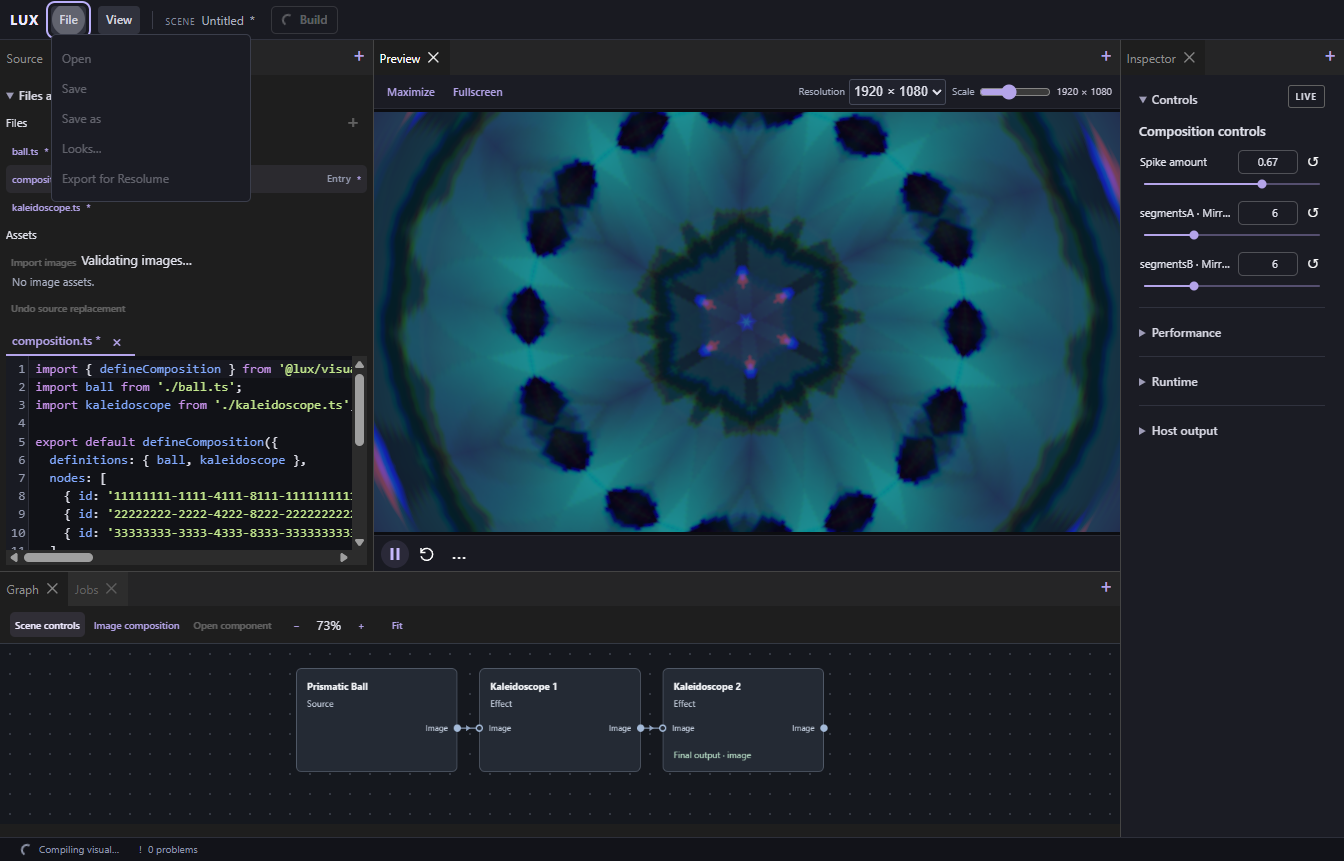 LUX File View SCENE Untitled * Build
Open
Save
Save as
Looks...
Export for Resolume
Source
Files a
Files
ball.ts *
composit Entry *
kaleidoscope.ts *
Assets
Import images Validating images...
No image assets.
Undo source replacement
composition.ts *
1 import { defineComposition } from '@lux/visua
2 import ball from './ball.ts';
3 import kaleidoscope from './kaleidoscope.ts'
4
5 export default defineComposition({
6 definitions: { ball, kaleidoscope },
7 nodes: [
8 { id: '11111111-1111-4111-8111-1111111111
9 { id: '22222222-2222-4222-8222-2222222222
10 { id: '33333333-3333-4333-8333-3333333333
11 ]
Preview
Maximize Fullscreen Resolution 1920 × 1080 Scale 1920 × 1080
...
Inspector
Controls LIVE
Composition controls
Spike amount 0.67
segmentsA · Mirr... 6
segmentsB · Mirr... 6
Performance
Runtime
Host output
Graph Jobs
Scene controls Image composition Open component − 73% + Fit
Prismatic Ball
Source
Image
Kaleidoscope 1
Effect
Image Image
Kaleidoscope 2
Effect
Image Image
Final output · image
Compiling visual... ! 0 problems